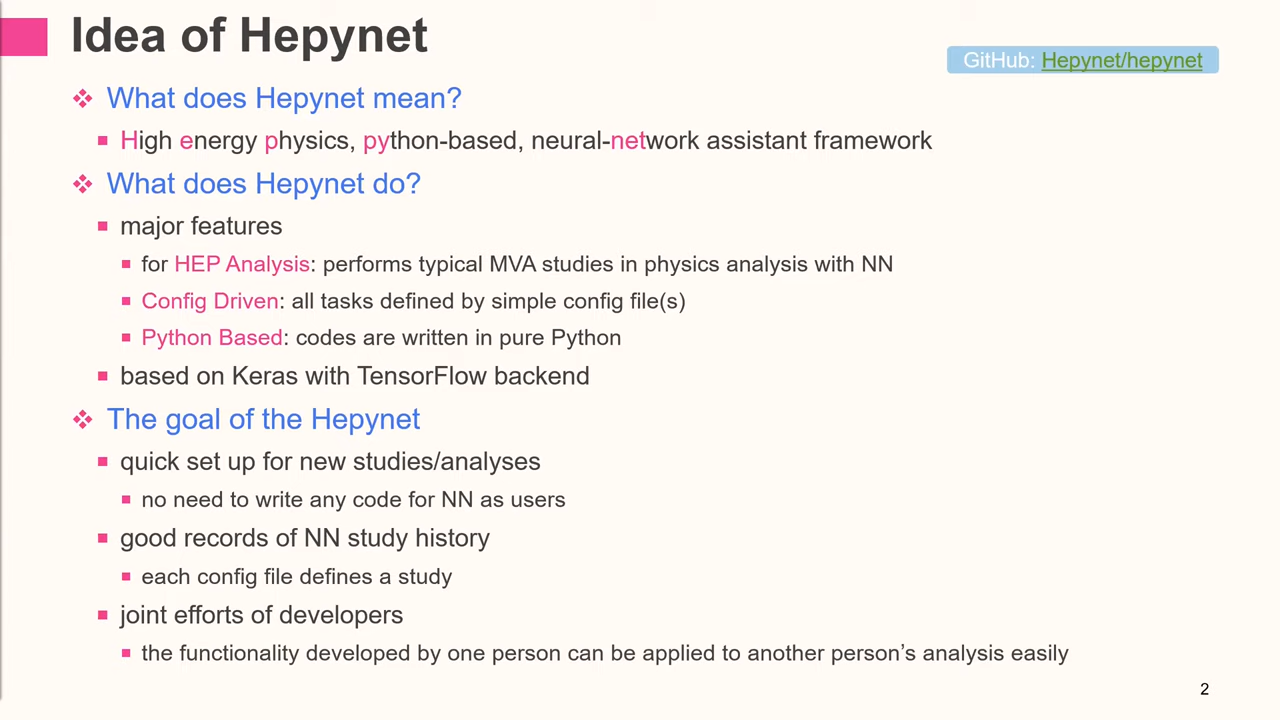 Idea of Hepynet
GitHub: Hepynet/hepynet
What does Hepynet mean?
High energy physics, python-based, neural-network assistant framework
What does Hepynet do?
major features
for HEP Analysis: performs typical MVA studies in physics analysis with NN
Config Driven: all tasks defined by simple config file(s)
Python Based: codes are written in pure Python
based on Keras with TensorFlow backend
The goal of the Hepynet
quick set up for new studies/analyses
no need to write any code for NN as users
good records of NN study history
each config file defines a study
joint efforts of developers
the functionality developed by one person can be applied to another person’s analysis easily
2